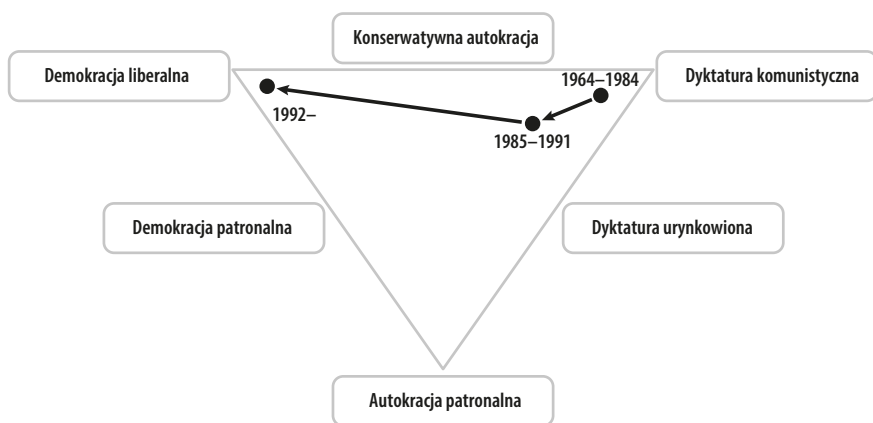 Konserwatywna autokracja
Demokracja liberalna
1964–1984
Dyktatura komunistyczna
1992–
1985–1991
Demokracja patronalna
Dyktatura urynkowiona
Autokracja patronalna